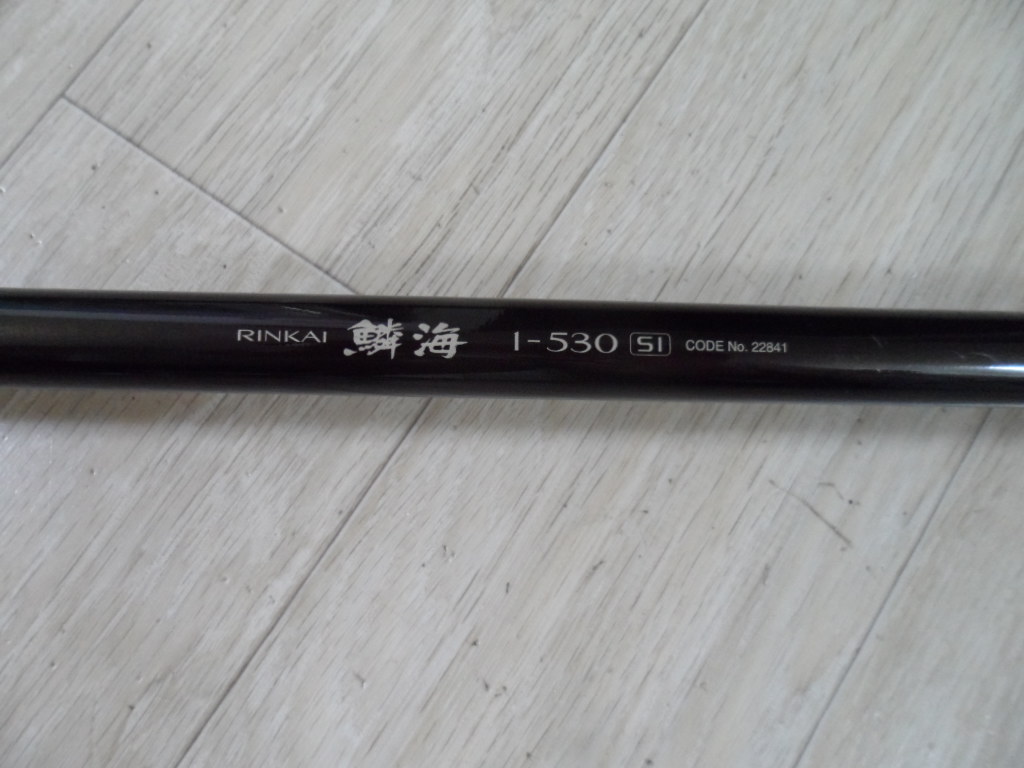 RINKAI 鱗海 1-530 SI CODE No. 22841